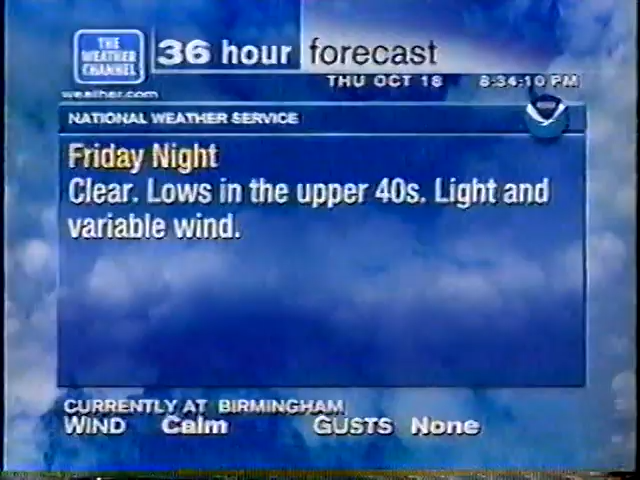 THE
WEATHER
CHANNEL
36 hour forecast
weather.com
THU OCT 18 8:34:10 PM
NATIONAL WEATHER SERVICE
Friday Night
Clear. Lows in the upper 40s. Light and
variable wind.
CURRENTLY AT BIRMINGHAM
WIND Calm GUSTS None